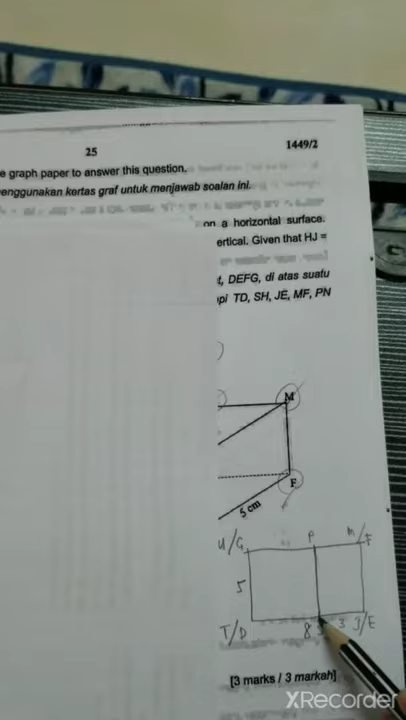 25
1449/2
e graph paper to answer this question.
enggunakan kertas graf untuk menjawab soalan ini.
on a horizontal surface.
ertical. Given that HJ =
t, DEFG, di atas suatu
pi TD, SH, JE, MF, PN
M
F
5 cm
U/G
P
M/F
5
T/D
8
3
3/E
[3 marks / 3 markah]
XRecorder